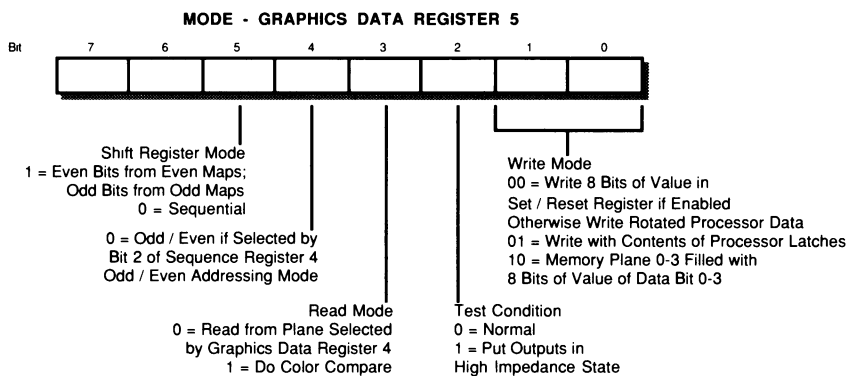 MODE - GRAPHICS DATA REGISTER 5
Bit 7 6 5 4 3 2 1 0
Shift Register Mode
1 = Even Bits from Even Maps;
Odd Bits from Odd Maps
0 = Sequential
0 = Odd / Even if Selected by
Bit 2 of Sequence Register 4
Odd / Even Addressing Mode
Read Mode
0 = Read from Plane Selected
by Graphics Data Register 4
1 = Do Color Compare
Test Condition
0 = Normal
1 = Put Outputs in
High Impedance State
Write Mode
00 = Write 8 Bits of Value in
Set / Reset Register if Enabled
Otherwise Write Rotated Processor Data
01 = Write with Contents of Processor Latches
10 = Memory Plane 0-3 Filled with
8 Bits of Value of Data Bit 0-3